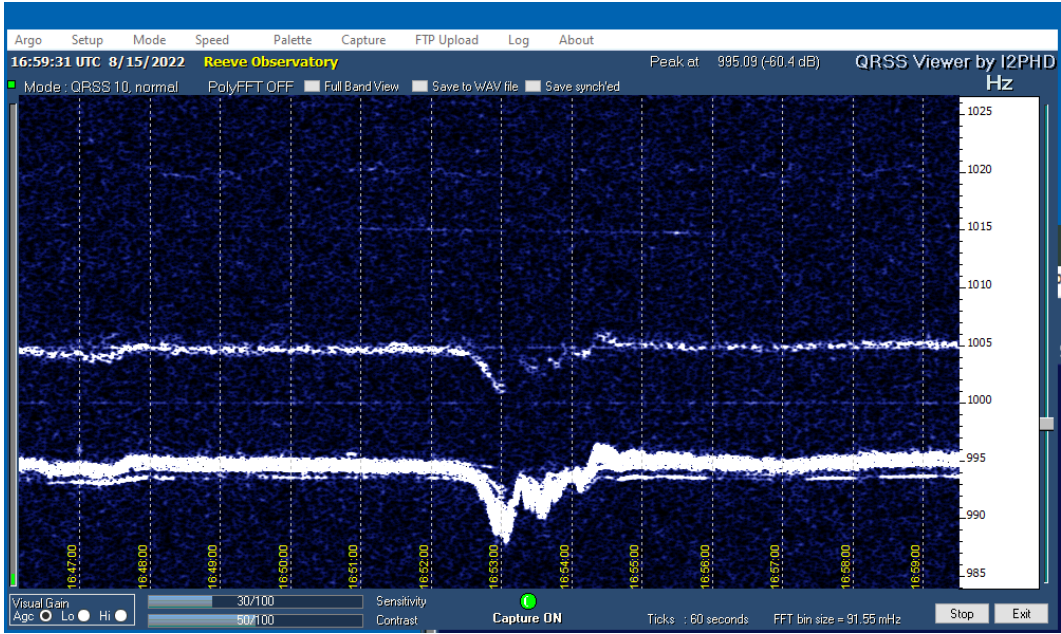 Argo Setup Mode Speed Palette Capture FTP Upload Log About
16:59:31 UTC 8/15/2022 Reeve Observatory Peak at 995.09 (-60.4 dB) QRSS Viewer by I2PHD
Mode : QRSS 10, normal PolyFFT OFF Full Band View Save to WAV file Save synch'ed Hz
1025
1020
1015
1010
1005
1000
995
990
985
16:47:00 16:48:00 16:49:00 16:50:00 16:51:00 16:52:00 16:53:00 16:54:00 16:55:00 16:56:00 16:57:00 16:58:00 16:59:00
Visual Gain 30/100 Sensitivity
Agc Lo Hi 50/100 Contrast Capture ON Ticks : 60 seconds FFT bin size = 91.55 mHz Stop Exit